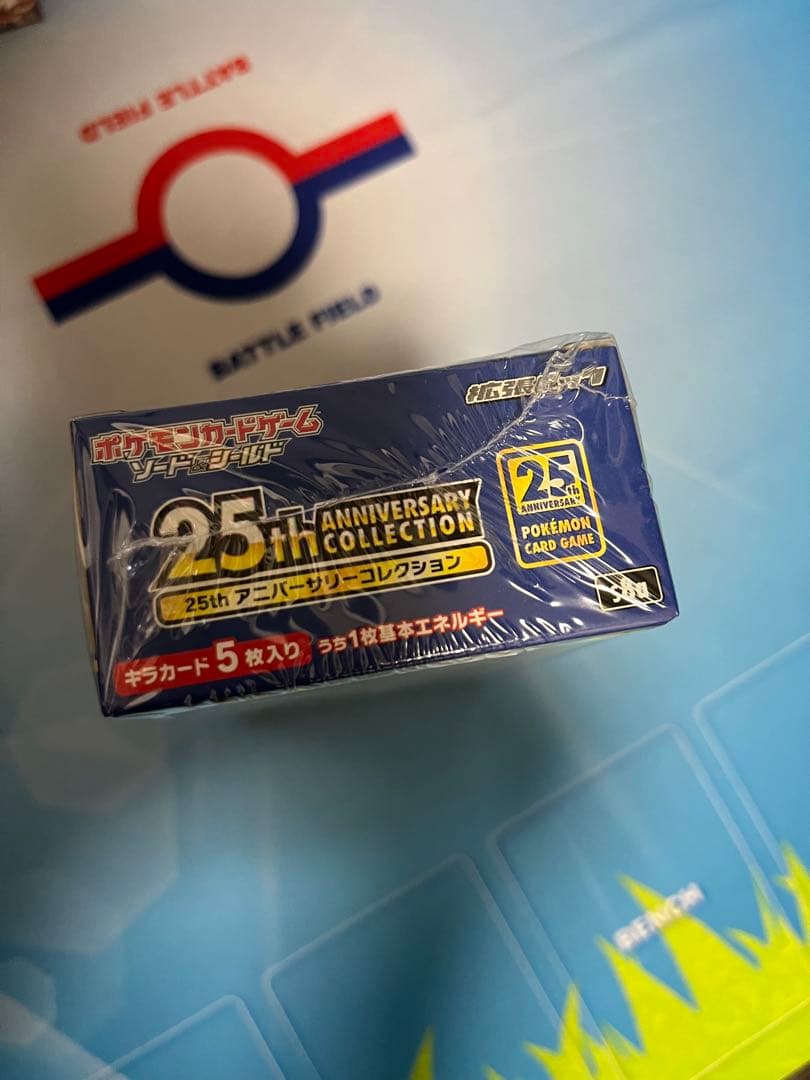 BATTLE FIELD
BATTLE FIELD
拡張パック
ポケモンカードゲーム
ソード&シールド
25th ANNIVERSARY
COLLECTION
25th アニバーサリーコレクション
25th
ANNIVERSARY
POKÉMON
CARD GAME
s8a
キラカード 5 枚入り うち1枚基本エネルギー
BENCH